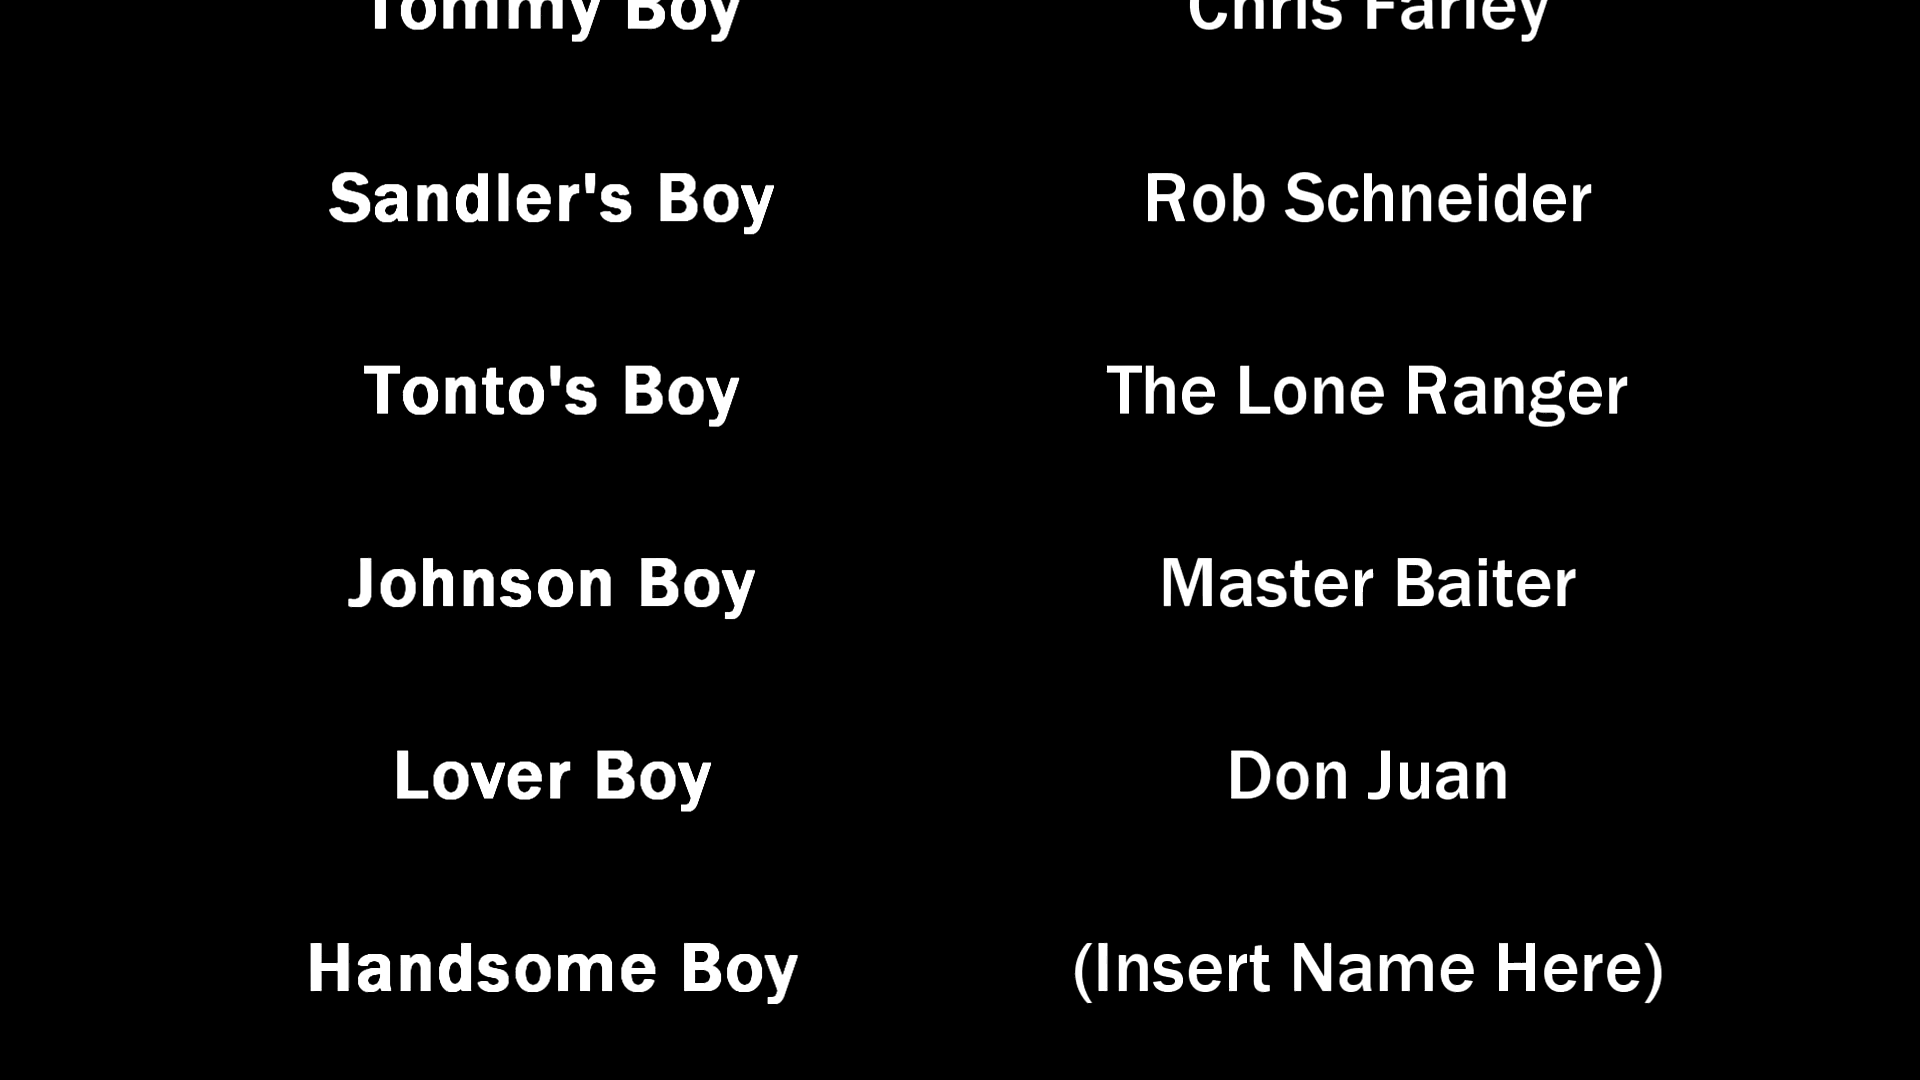 Tommy Boy Chris Farley
Sandler's Boy Rob Schneider
Tonto's Boy The Lone Ranger
Johnson Boy Master Baiter
Lover Boy Don Juan
Handsome Boy (Insert Name Here)